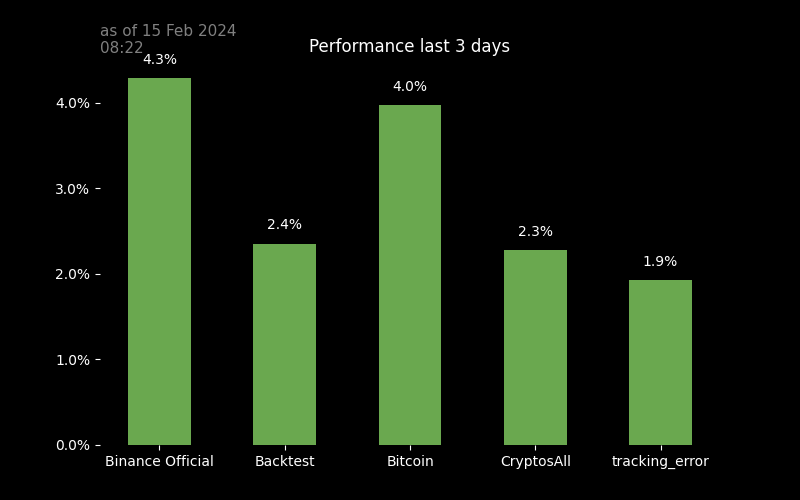 as of 15 Feb 2024
08:22
Performance last 3 days
4.3%
2.4%
4.0%
2.3%
1.9%
4.0%
3.0%
2.0%
1.0%
0.0%
Binance Official
Backtest
Bitcoin
CryptosAll
tracking_error